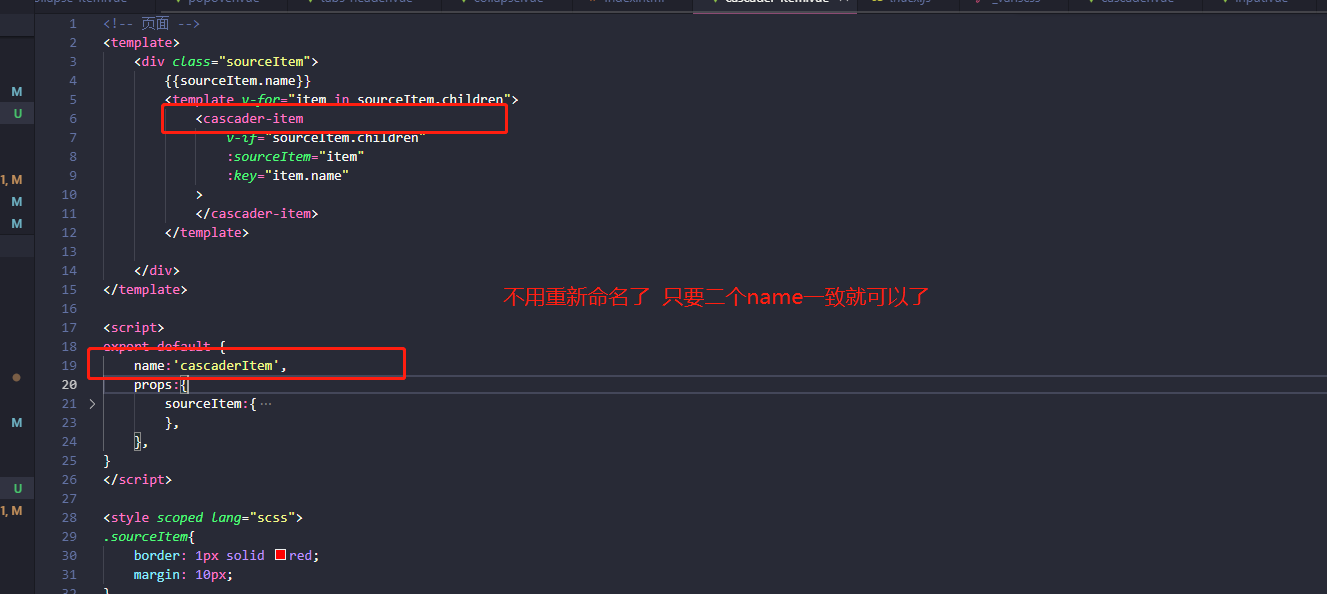 collapse-item.vue popover.vue tabs-header.vue collapse.vue index.html cascader-item.vue index.js _var.scss cascader.vue input.vue
1 <!-- 页面 -->
2 <template>
3 <div class="sourceItem">
4 {{sourceItem.name}}
M
5 <template v-for="item in sourceItem.children">
U 6 <cascader-item
7 v-if="sourceItem.children"
8 :sourceItem="item"
1, M 9 :key="item.name"
M 10 >
M 11 </cascader-item>
12 </template>
13
14 </div>
15 </template>
不用重新命名了 只要二个name一致就可以了
16
17 <script>
18 export default {
19 name:'cascaderItem',
20 props:{
21 sourceItem:{ ⋯
M 23 },
24 },
25 }
26 </script>
U
27
1, M 28 <style scoped lang="scss">
29 .sourceItem{
30 border: 1px solid red;
31 margin: 10px;
32 }